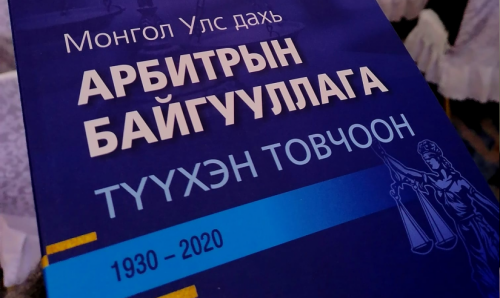 Монгол Улс дахь
АРБИТРЫН
БАЙГУУЛЛАГА
ТҮҮХЭН ТОВЧООН
1930 – 2020